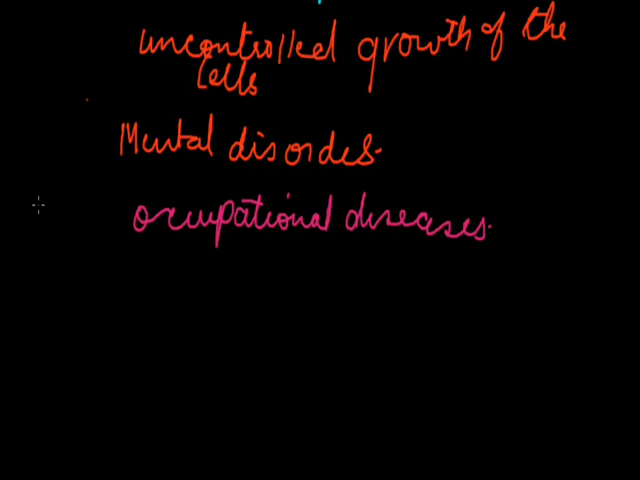 uncontrolled growth of the
cells
Mental disordes.
occupational diseases.